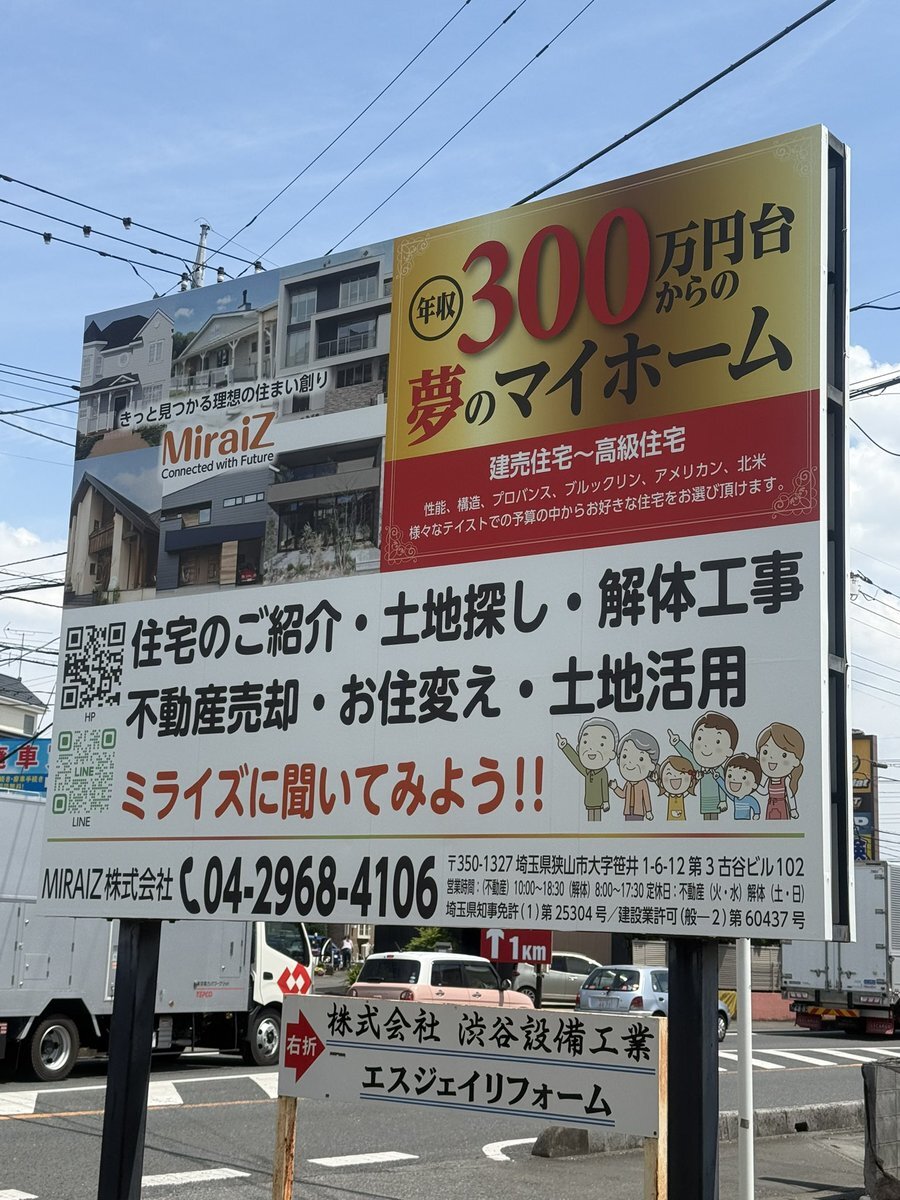 年収
300万円台
からの
夢のマイホーム
きっと見つかる理想の住まい創り
MiraiZ
Connected with Future
建売住宅～高級住宅
性能、構造、プロバンス、ブルックリン、アメリカン、北米
様々なテイストでの予算の中からお好きな住宅をお選び頂けます。
住宅のご紹介・土地探し・解体工事
不動産売却・お住変え・土地活用
HP
LINE
LINE
ミライズに聞いてみよう!!
MIRAIZ株式会社
04-2968-4106
〒350-1327 埼玉県狭山市大字笹井 1-6-12 第3古谷ビル102
営業時間：(不動産) 10:00～18:30 (解体) 8:00～17:30 定休日：不動産（火・水）解体（土・日）
埼玉県知事免許（1）第25304号／建設業許可（般ー2）第60437号
1KM
TEPCO
右折
株式会社 渋谷設備工業
エスジェイリフォーム